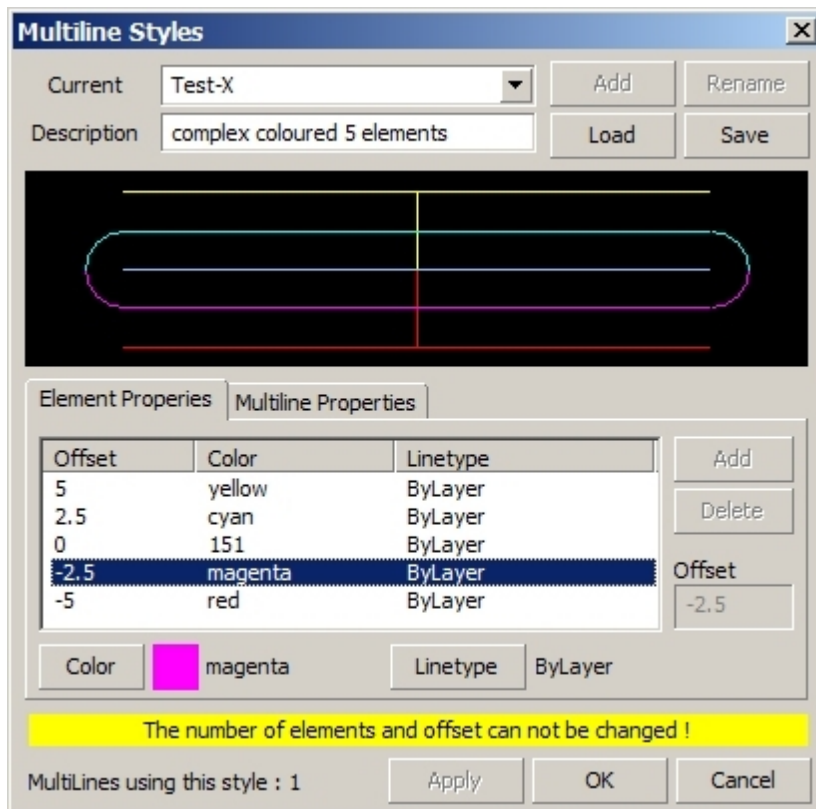 Multiline Styles
Current Test-X Add Rename
Description complex coloured 5 elements Load Save
Element Properies Multiline Properties
Offset Color Linetype Add
5 yellow ByLayer
2.5 cyan ByLayer Delete
0 151 ByLayer
-2.5 magenta ByLayer Offset
-5 red ByLayer -2.5
Color magenta Linetype ByLayer
The number of elements and offset can not be changed !
MultiLines using this style : 1 Apply OK Cancel